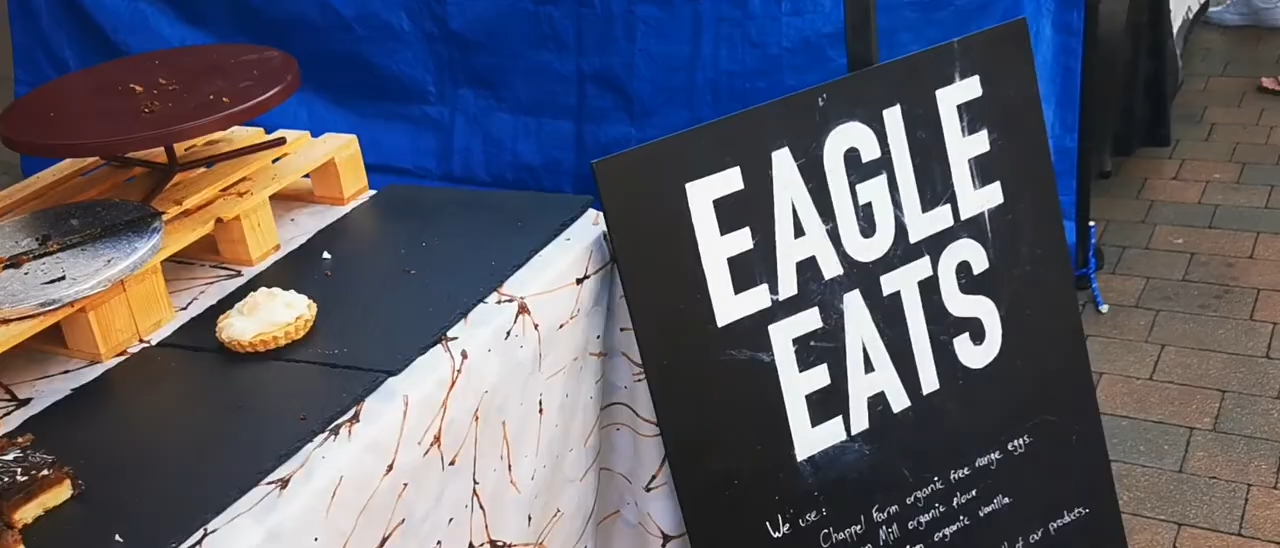 EAGLE
EATS
We use:
Chappel Farm organic free range eggs.
Mill organic flour
organic vanilla.
of our products.